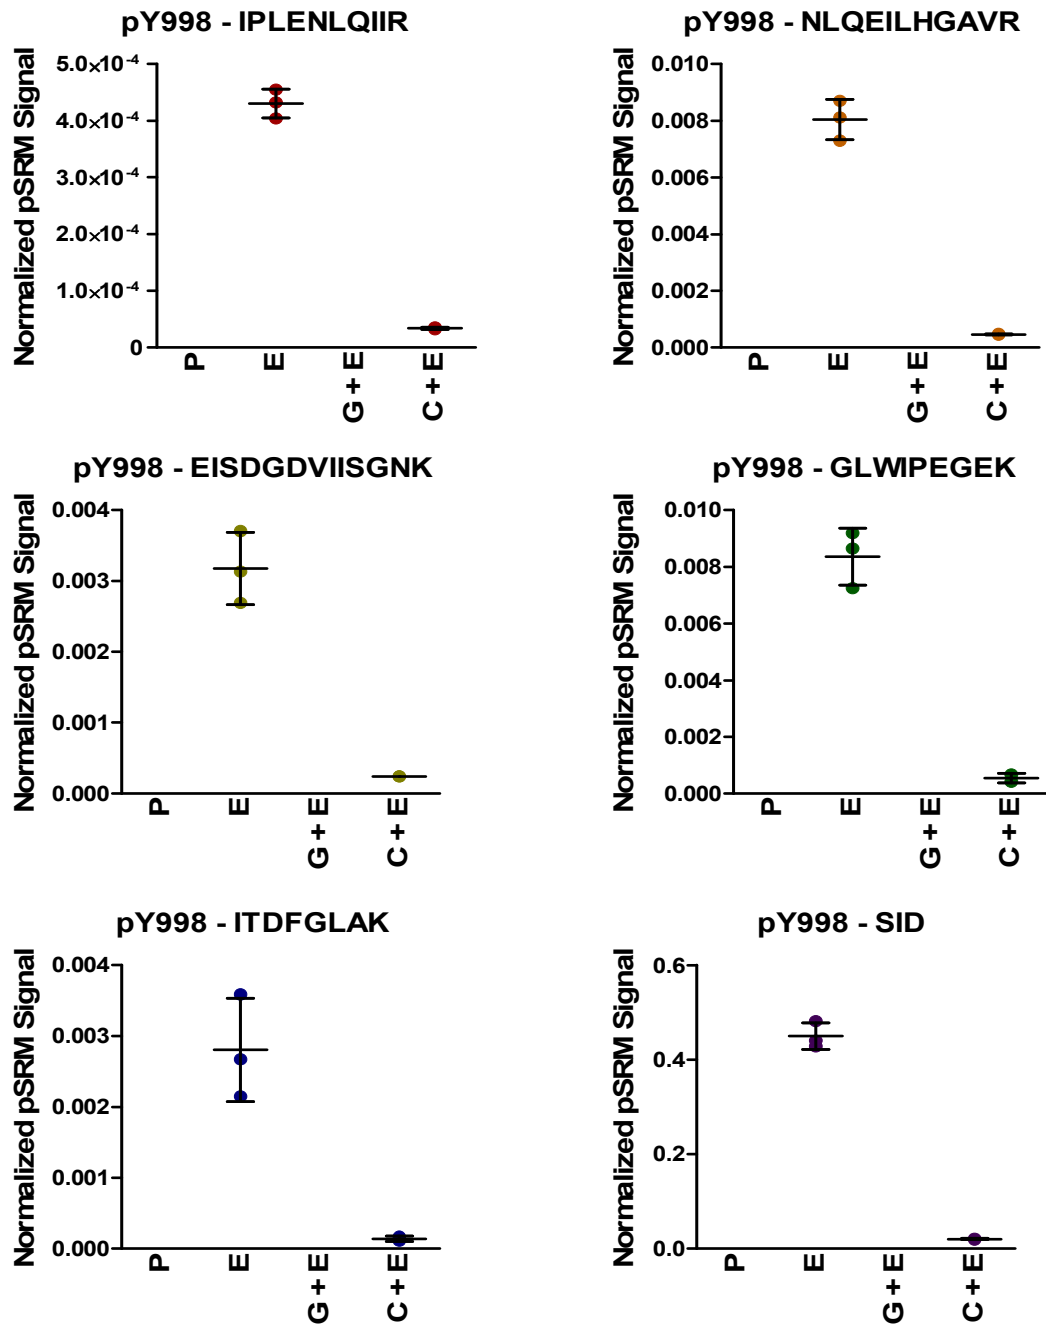 pY998 - IPLENLQIIR
Normalized pSRM Signal
5.0×10⁻⁴
4.0×10⁻⁴
3.0×10⁻⁴
2.0×10⁻⁴
1.0×10⁻⁴
0
P
E
G + E
C + E
pY998 - NLQEILHGAVR
Normalized pSRM Signal
0.010
0.008
0.006
0.004
0.002
0.000
P
E
G + E
C + E
pY998 - EISDGDVIISGNK
Normalized pSRM Signal
0.004
0.003
0.002
0.001
0.000
P
E
G + E
C + E
pY998 - GLWIPEGEK
Normalized pSRM Signal
0.010
0.008
0.006
0.004
0.002
0.000
P
E
G + E
C + E
pY998 - ITDFGLAK
Normalized pSRM Signal
0.004
0.003
0.002
0.001
0.000
P
E
G + E
C + E
pY998 - SID
Normalized pSRM Signal
0.6
0.4
0.2
0.0
P
E
G + E
C + E